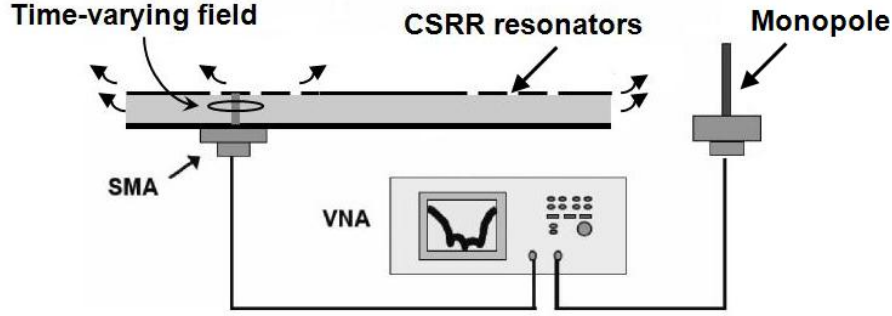 Time-varying field
CSRR resonators
Monopole
SMA
VNA